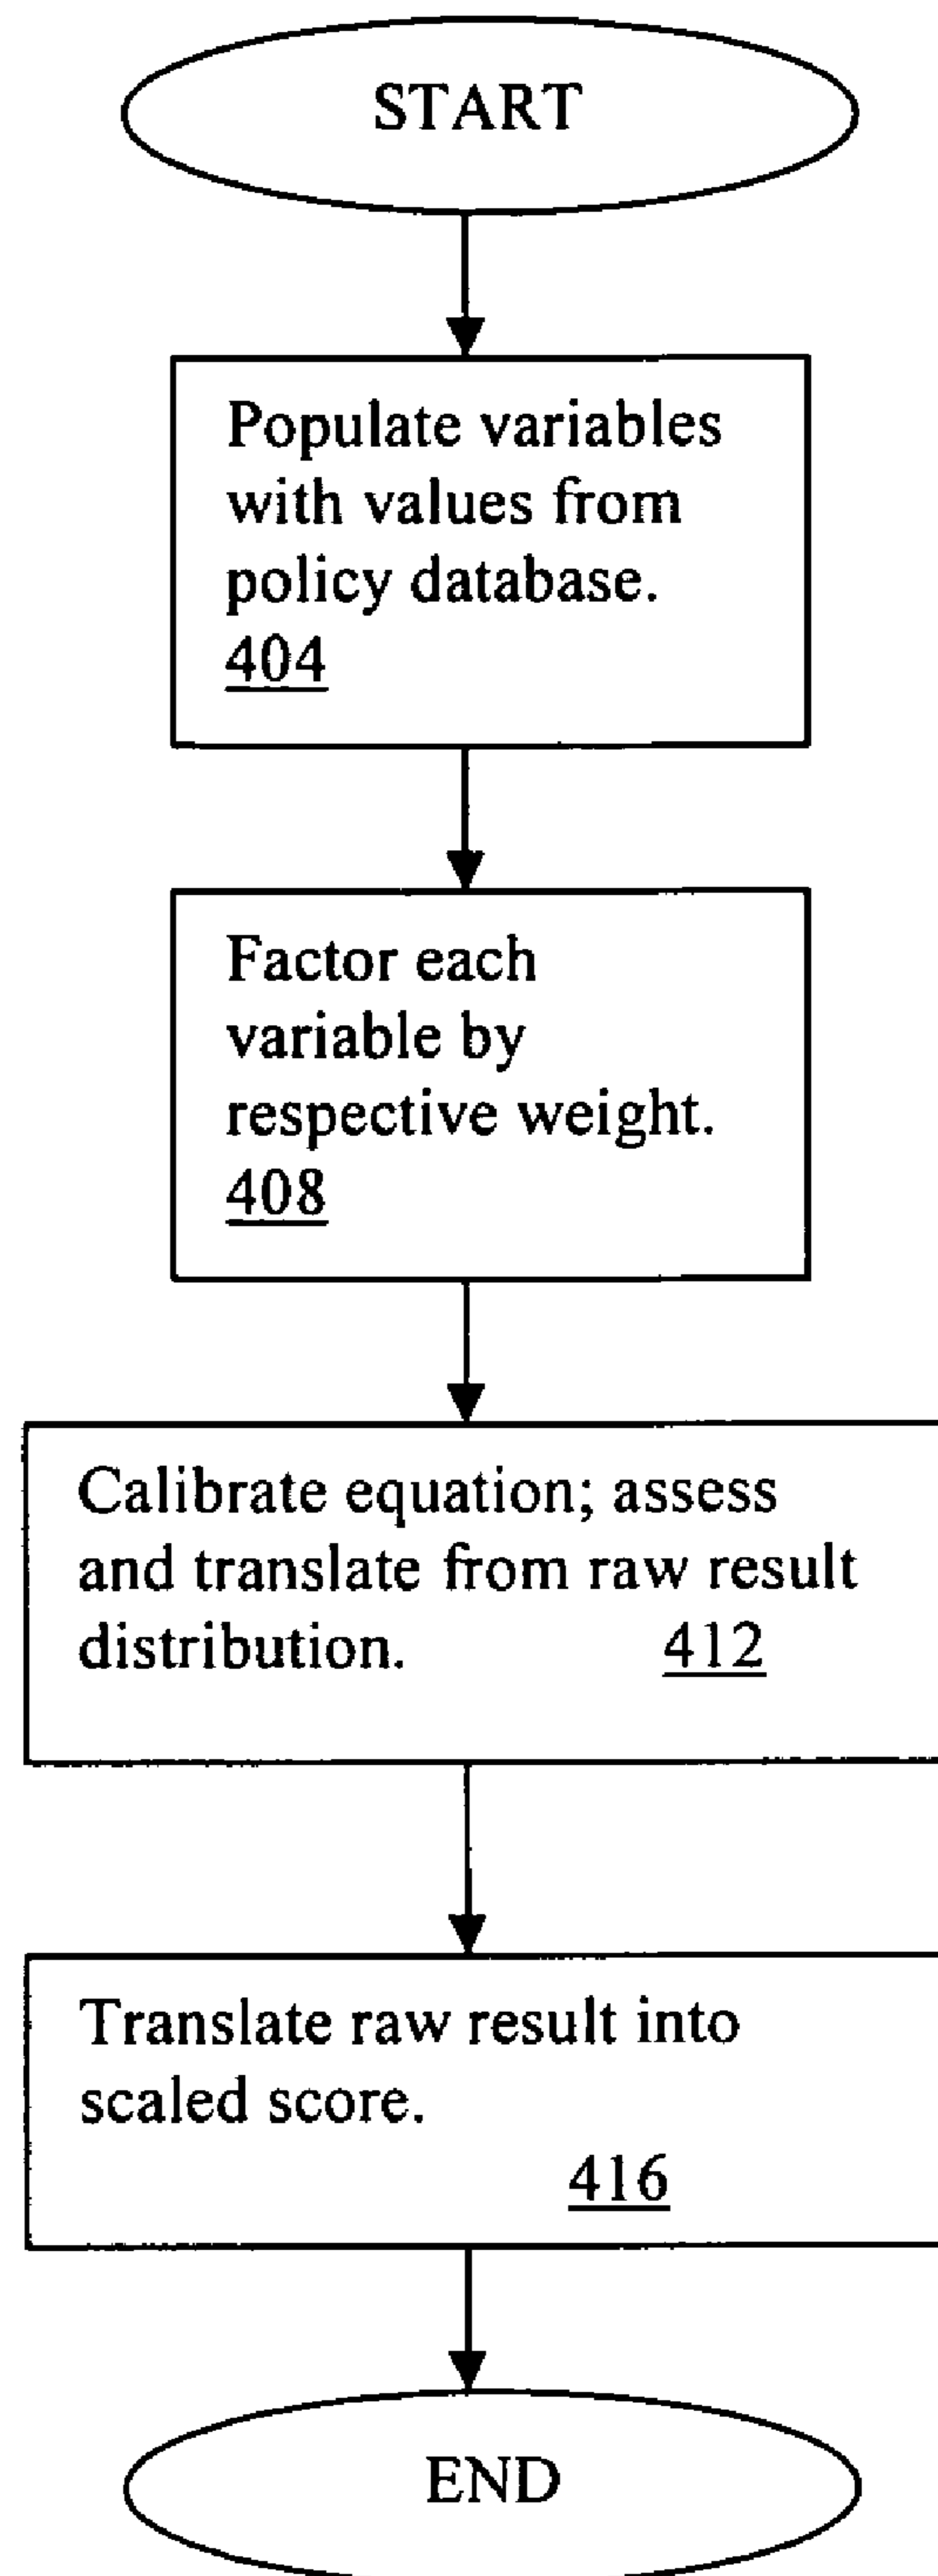 START
Populate variables
with values from
policy database.
404
Factor each
variable by
respective weight.
408
Calibrate equation; assess
and translate from raw result
distribution. 412
Translate raw result into
scaled score.
416
END